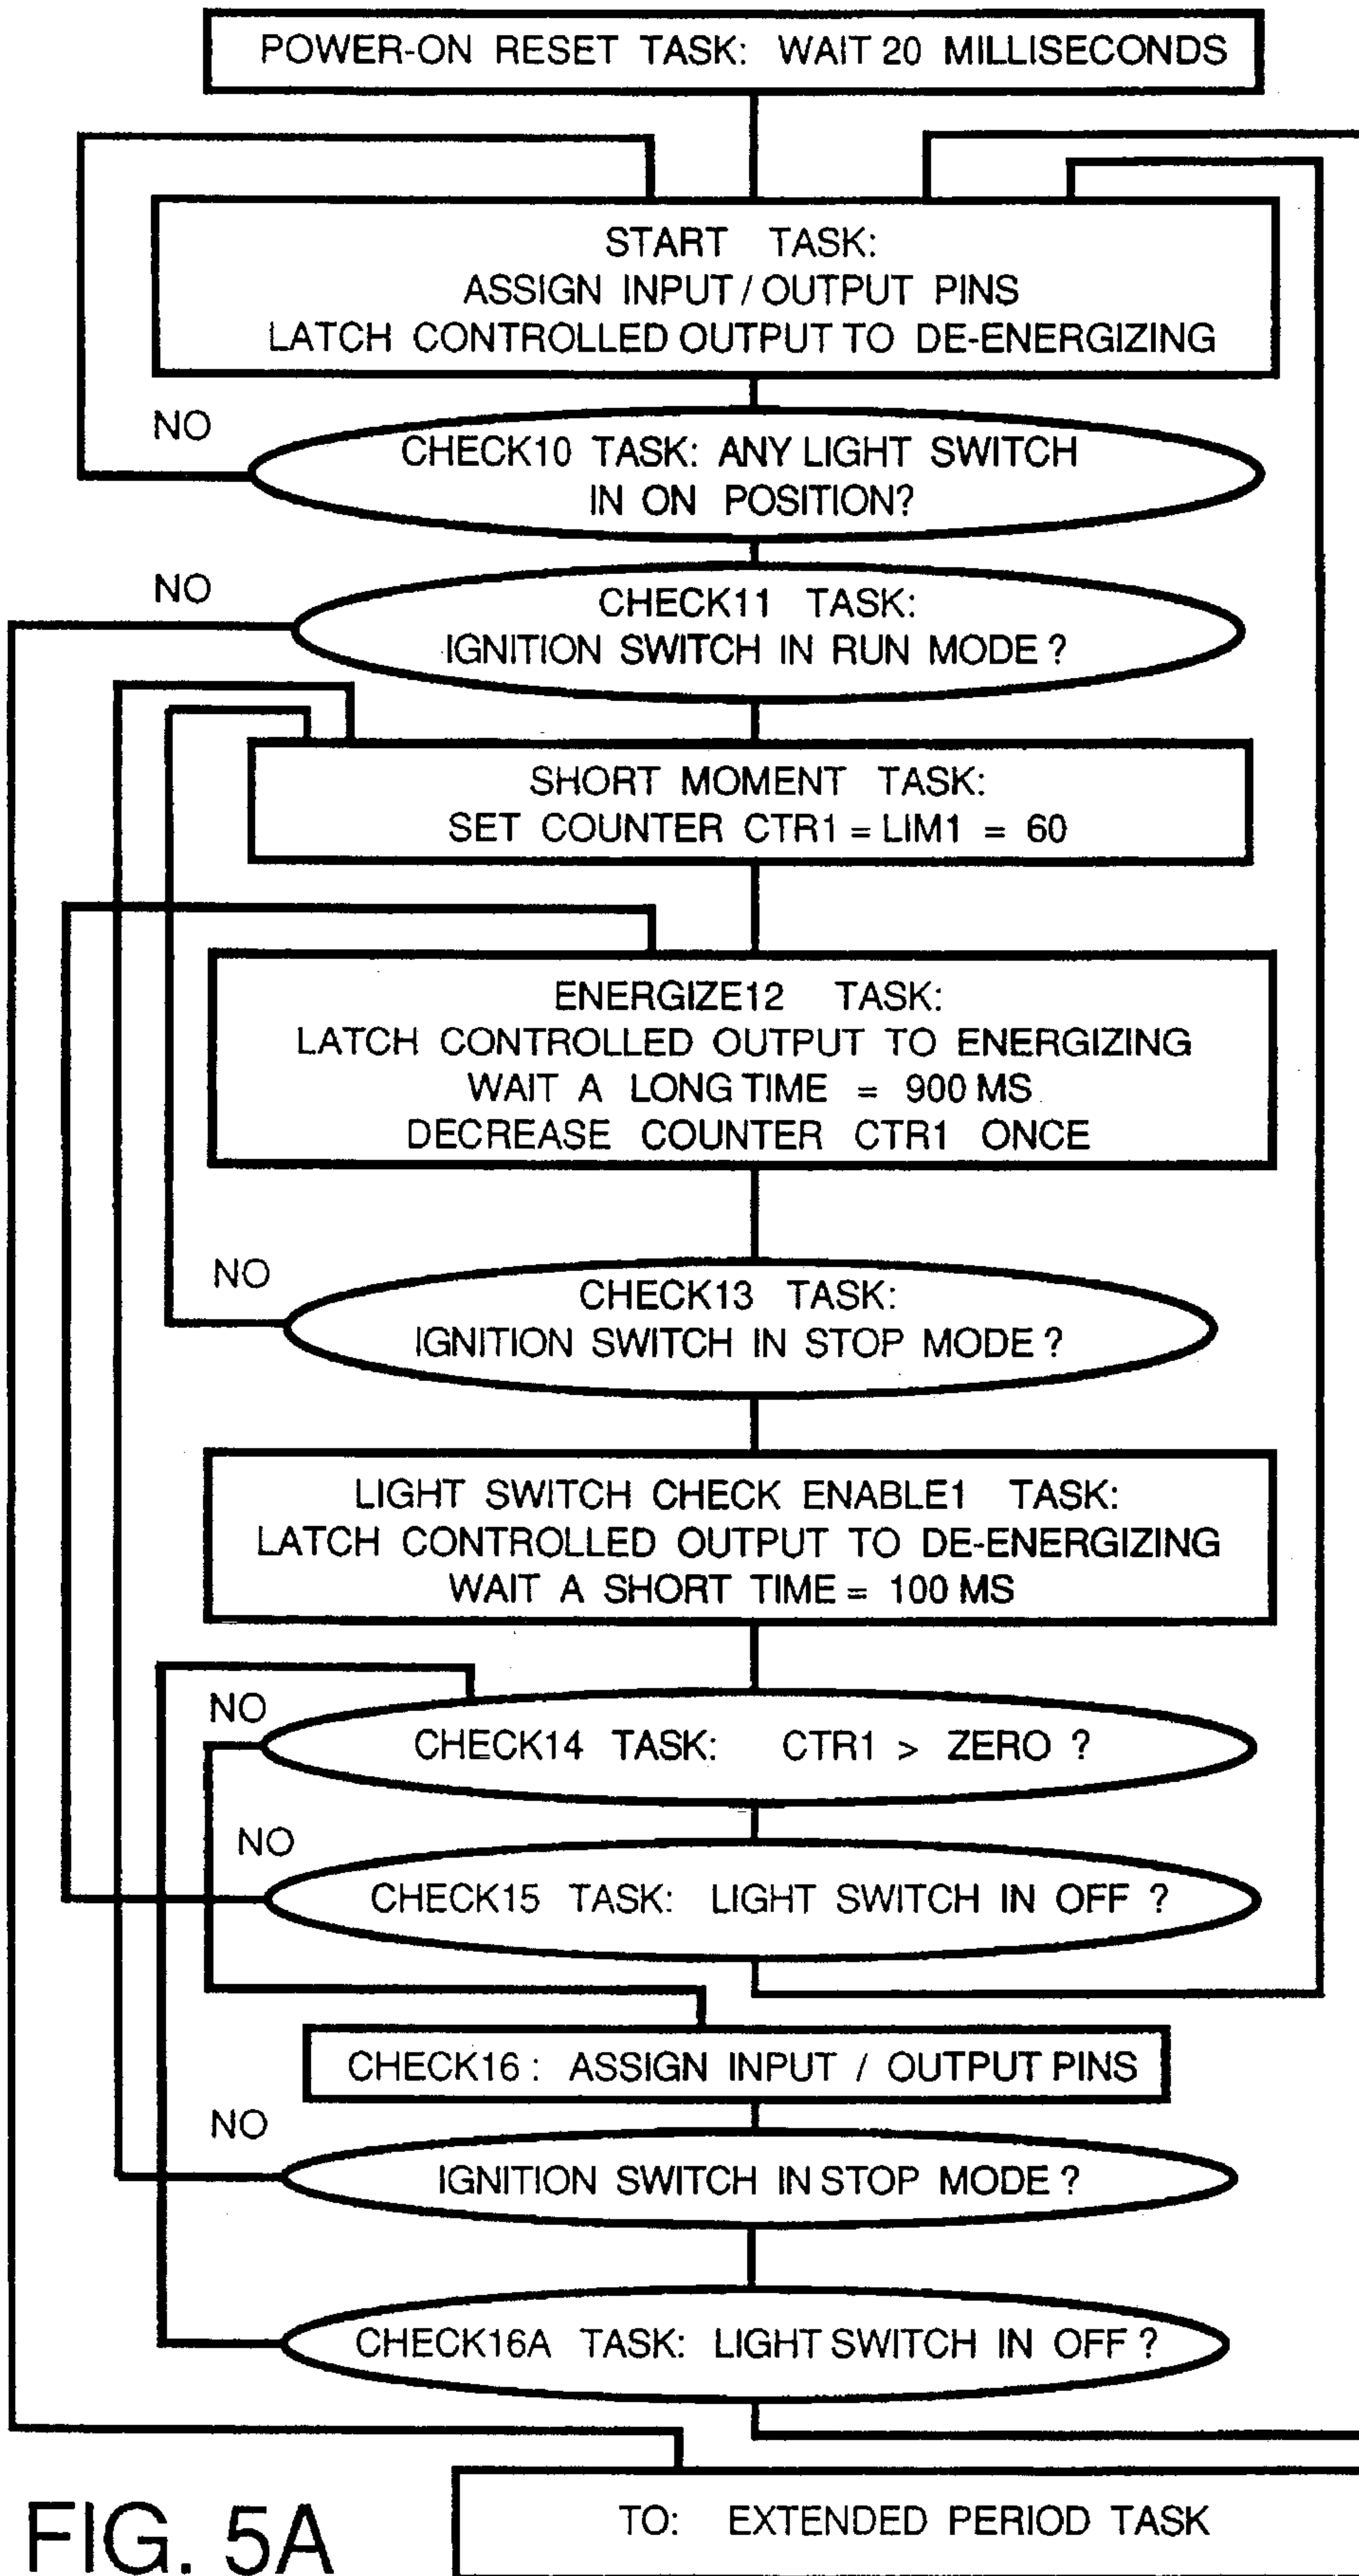 POWER-ON RESET TASK: WAIT 20 MILLISECONDS
START TASK:
ASSIGN INPUT / OUTPUT PINS
LATCH CONTROLLED OUTPUT TO DE-ENERGIZING
NO
CHECK10 TASK: ANY LIGHT SWITCH
IN ON POSITION?
NO
CHECK11 TASK:
IGNITION SWITCH IN RUN MODE ?
SHORT MOMENT TASK:
SET COUNTER CTR1 = LIM1 = 60
ENERGIZE12 TASK:
LATCH CONTROLLED OUTPUT TO ENERGIZING
WAIT A LONG TIME = 900 MS
DECREASE COUNTER CTR1 ONCE
NO
CHECK13 TASK:
IGNITION SWITCH IN STOP MODE ?
LIGHT SWITCH CHECK ENABLE1 TASK:
LATCH CONTROLLED OUTPUT TO DE-ENERGIZING
WAIT A SHORT TIME = 100 MS
NO
CHECK14 TASK: CTR1 > ZERO ?
NO
CHECK15 TASK: LIGHT SWITCH IN OFF ?
CHECK16 : ASSIGN INPUT / OUTPUT PINS
NO
IGNITION SWITCH IN STOP MODE ?
CHECK16A TASK: LIGHT SWITCH IN OFF ?
TO: EXTENDED PERIOD TASK
FIG. 5A